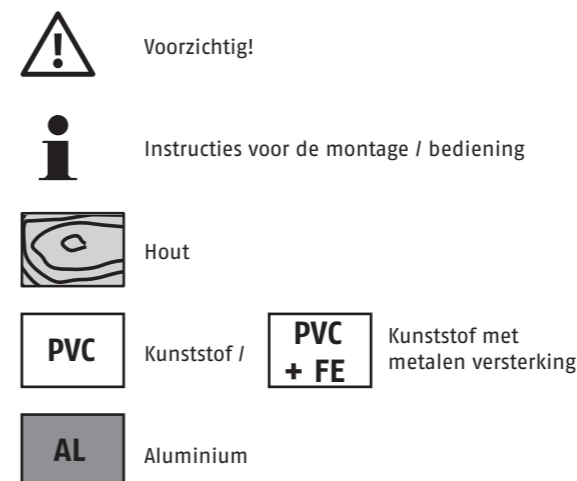 Voorzichtig!
Instructies voor de montage / bediening
Hout
PVC
Kunststof /
PVC
+ FE
Kunststof met
metalen versterking
AL
Aluminium